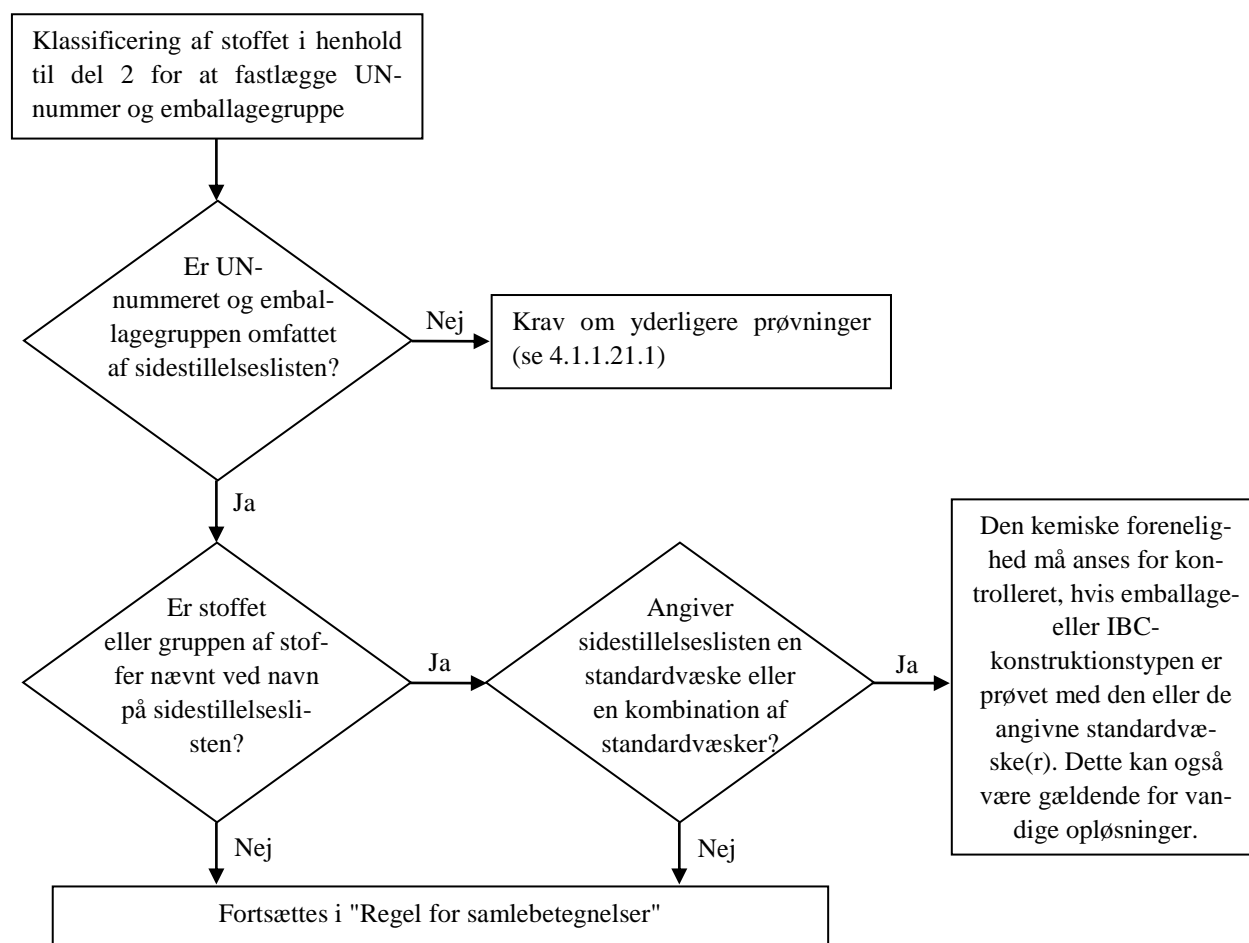 Klassificering af stoffet i henhold
til del 2 for at fastlægge UN-
nummer og emballagegruppe
Er UN-
nummeret og embal-
lagegruppen omfattet
af sidestillelseslisten?
Nej
Krav om yderligere prøvninger
(se 4.1.1.21.1)
Ja
Er stoffet
eller gruppen af stof-
fer nævnt ved navn
på sidestillelsesli-
sten?
Ja
Angiver
sidestillelseslisten en
standardvæske eller
en kombination af
standardvæsker?
Ja
Den kemiske forenelig-
hed må anses for kon-
trolleret, hvis emballage-
eller IBC-
konstruktionstypen er
prøvet med den eller de
angivne standardvæ-
ske(r). Dette kan også
være gældende for van-
dige opløsninger.
Nej
Nej
Fortsættes i "Regel for samlebetegnelser"